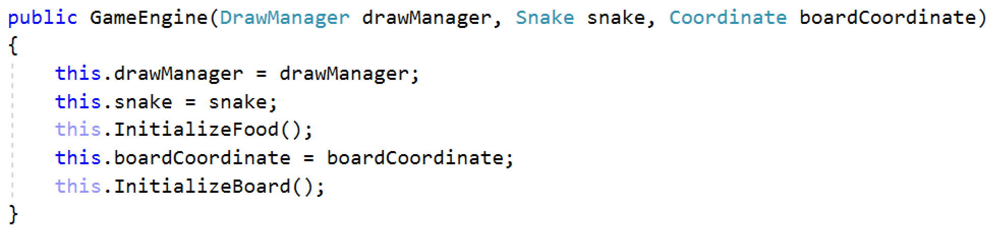 public GameEngine(DrawManager drawManager, Snake snake, Coordinate boardCoordinate)
{
    this.drawManager = drawManager;
    this.snake = snake;
    this.InitializeFood();
    this.boardCoordinate = boardCoordinate;
    this.InitializeBoard();
}